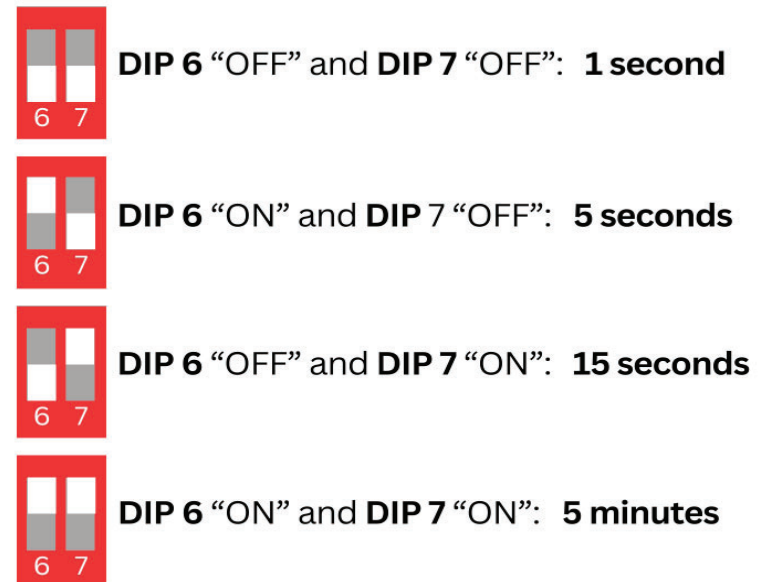 DIP 6 “OFF” and DIP 7 “OFF”: 1 second
6 7
DIP 6 “ON” and DIP 7 “OFF”: 5 seconds
6 7
DIP 6 “OFF” and DIP 7 “ON”: 15 seconds
6 7
DIP 6 “ON” and DIP 7 “ON”: 5 minutes
6 7